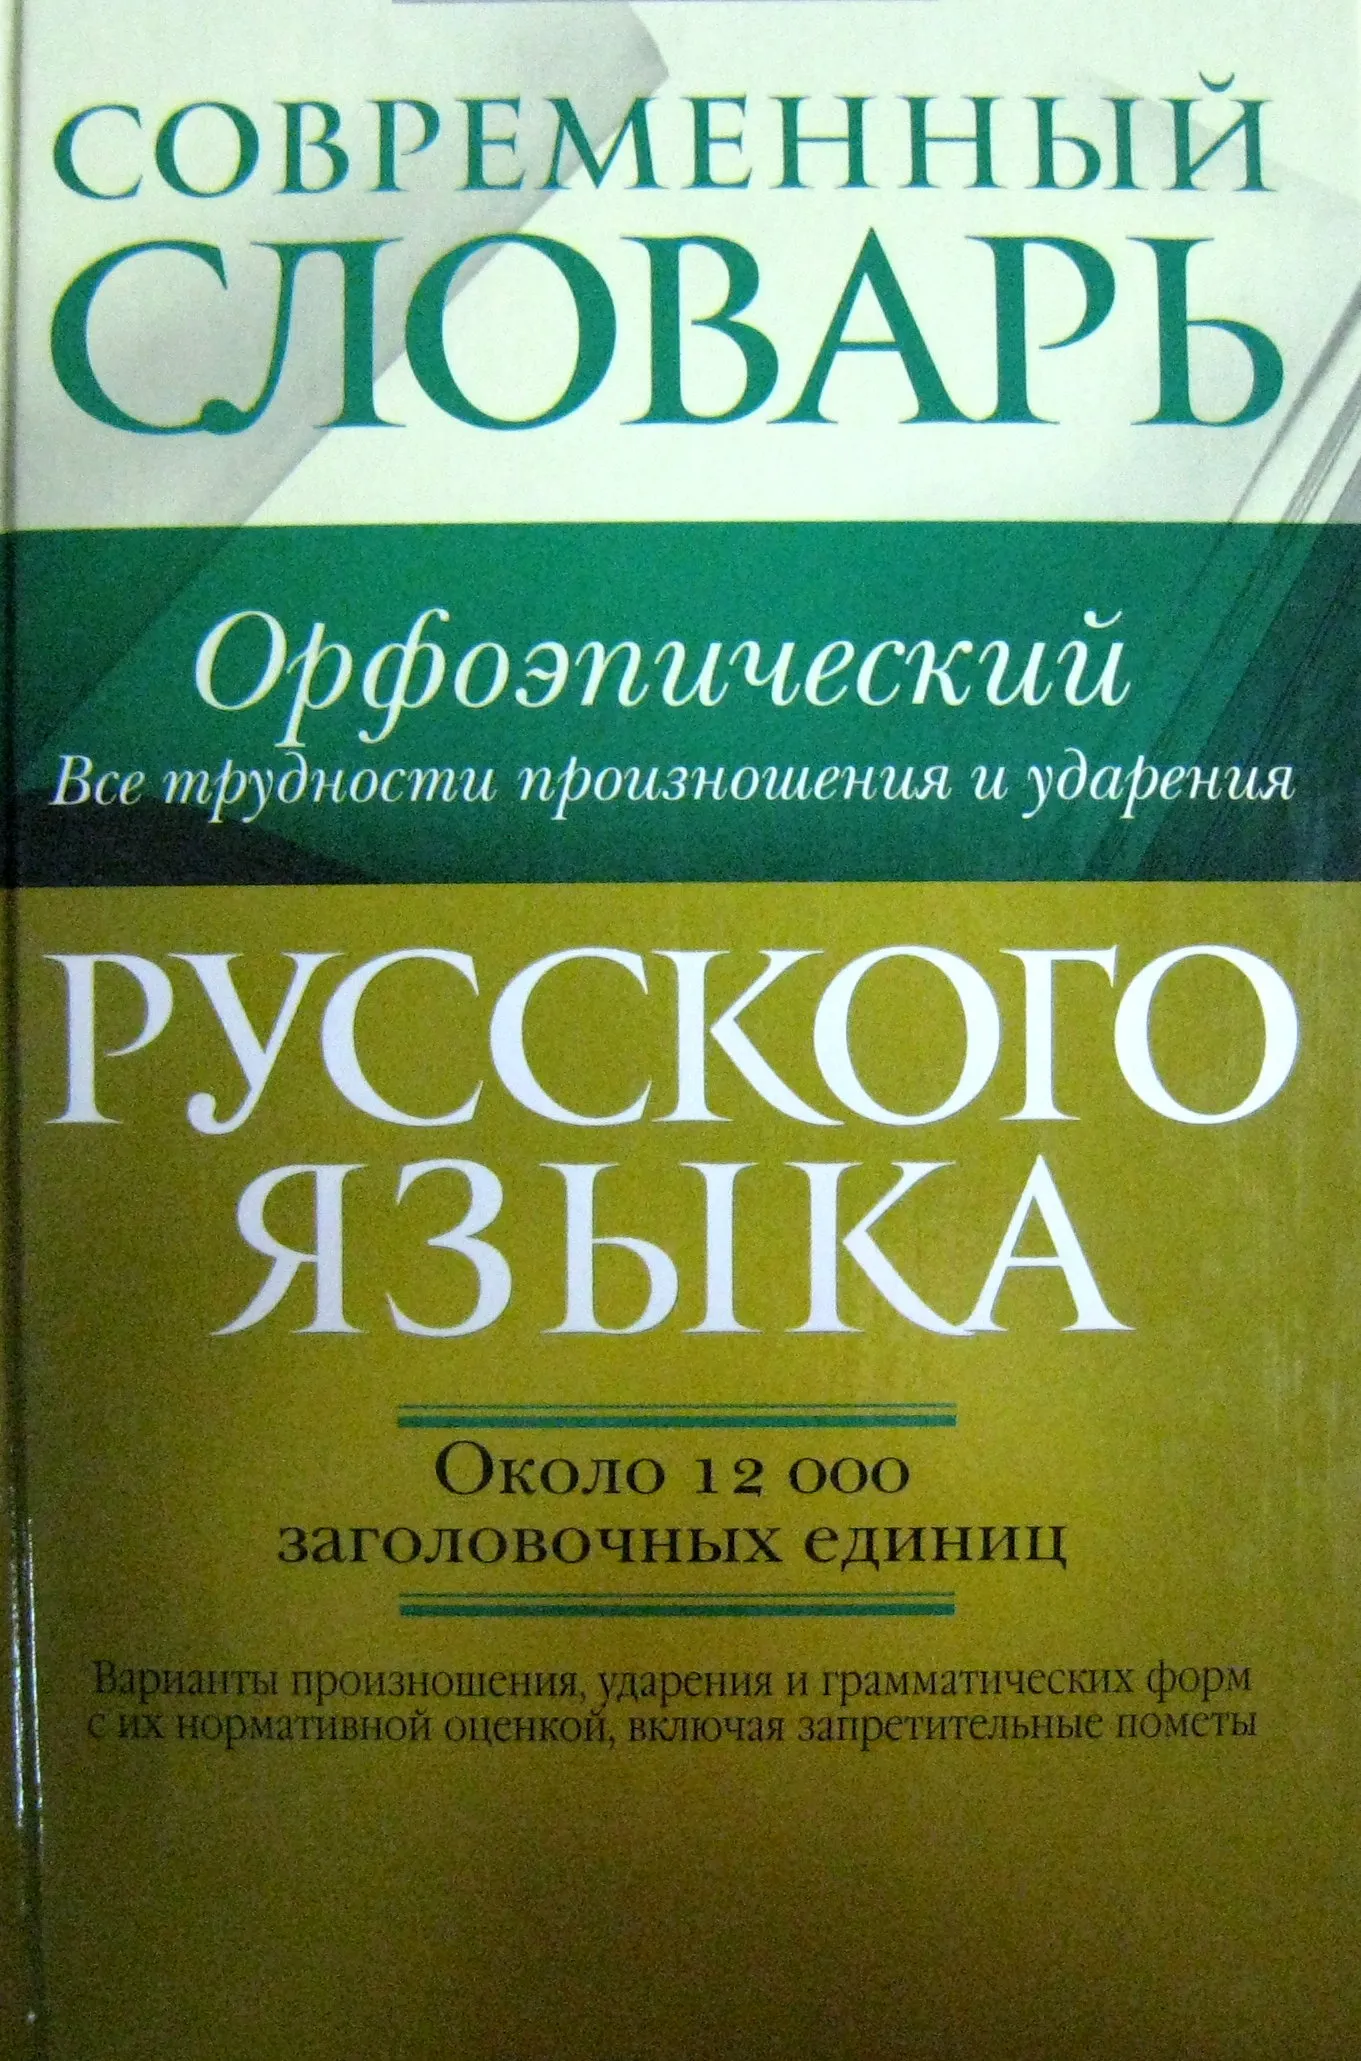 СОВРЕМЕННЫЙ
СЛОВАРЬ
Орфоэпический
Все трудности произношения и ударения
РУССКОГО
ЯЗЫКА
Около 12 000
заголовочных единиц
Варианты произношения, ударения и грамматических форм
с их нормативной оценкой, включая запретительные пометы